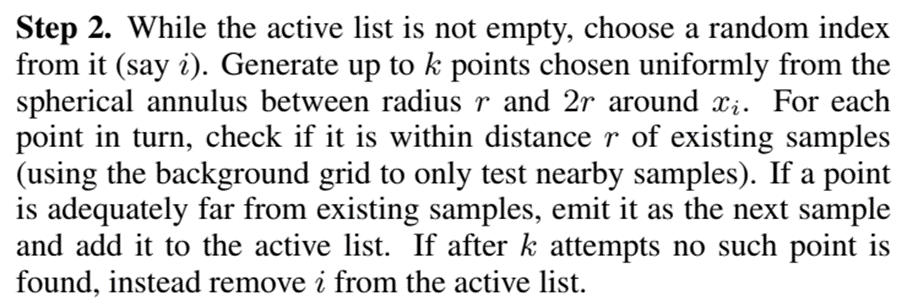 Step 2. While the active list is not empty, choose a random index
from it (say i). Generate up to k points chosen uniformly from the
spherical annulus between radius r and 2r around xᵢ. For each
point in turn, check if it is within distance r of existing samples
(using the background grid to only test nearby samples). If a point
is adequately far from existing samples, emit it as the next sample
and add it to the active list. If after k attempts no such point is
found, instead remove i from the active list.